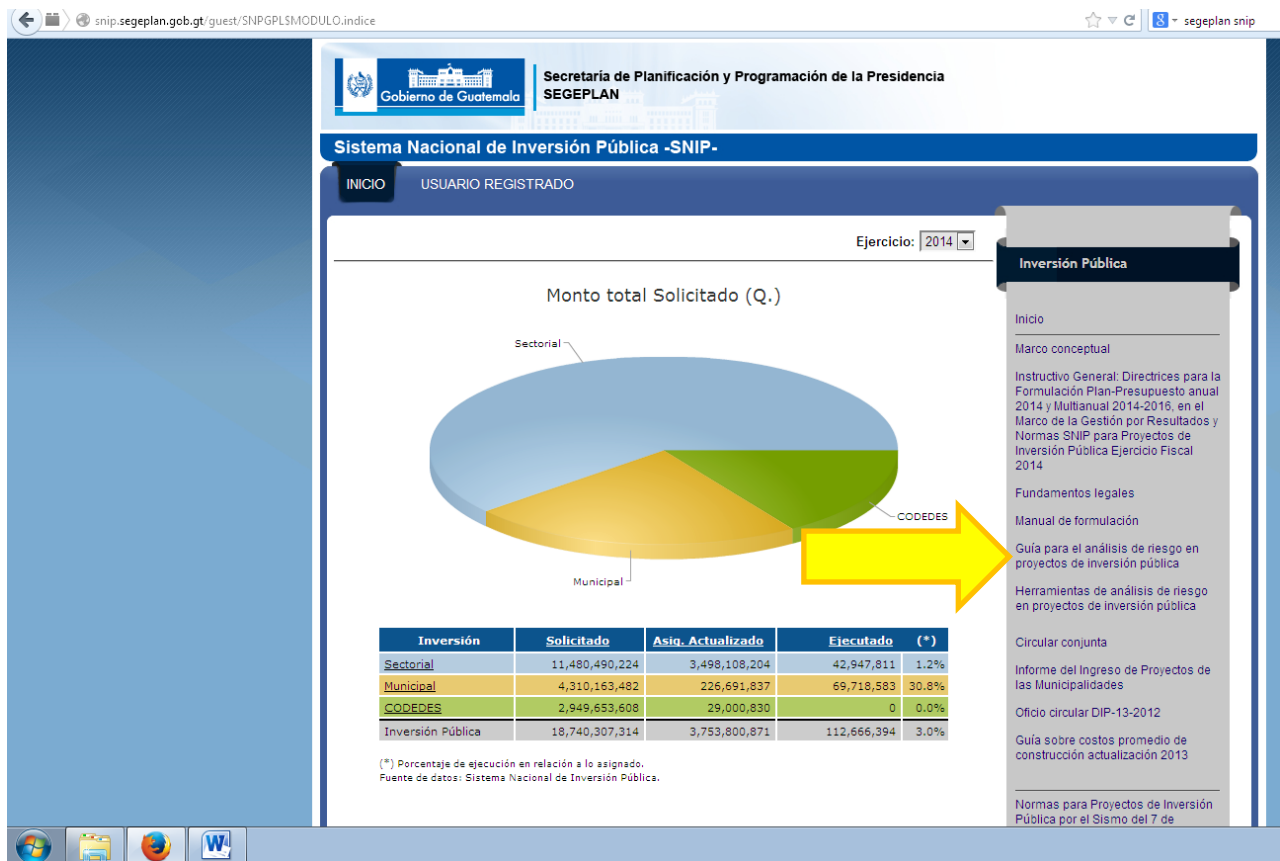 snip.segeplan.gob.gt/guest/SNPGPLSMODULO.indice
segeplan snip
Gobierno de Guatemala
Secretaría de Planificación y Programación de la Presidencia
SEGEPLAN
Sistema Nacional de Inversión Pública -SNIP-
INICIO USUARIO REGISTRADO
Ejercicio: 2014
Monto total Solicitado (Q.)
Sectorial
CODEDES
Municipal
Inversión Solicitado Asig. Actualizado Ejecutado (*)
Sectorial 11,480,490,224 3,498,108,204 42,947,811 1.2%
Municipal 4,310,163,482 226,691,837 69,718,583 30.8%
CODEDES 2,949,653,608 29,000,830 0 0.0%
Inversión Pública 18,740,307,314 3,753,800,871 112,666,394 3.0%
(*) Porcentaje de ejecución en relación a lo asignado.
Fuente de datos: Sistema Nacional de Inversión Pública.
Inversión Pública
Inicio
Marco conceptual
Instructivo General: Directrices para la
Formulación Plan-Presupuesto anual
2014 y Multianual 2014-2016, en el
Marco de la Gestión por Resultados y
Normas SNIP para Proyectos de
Inversión Pública Ejercicio Fiscal
2014
Fundamentos legales
Manual de formulación
Guía para el análisis de riesgo en
proyectos de inversión pública
Herramientas de análisis de riesgo
en proyectos de inversión pública
Circular conjunta
Informe del Ingreso de Proyectos de
las Municipalidades
Oficio circular DIP-13-2012
Guía sobre costos promedio de
construcción actualización 2013
Normas para Proyectos de Inversión
Pública por el Sismo del 7 de